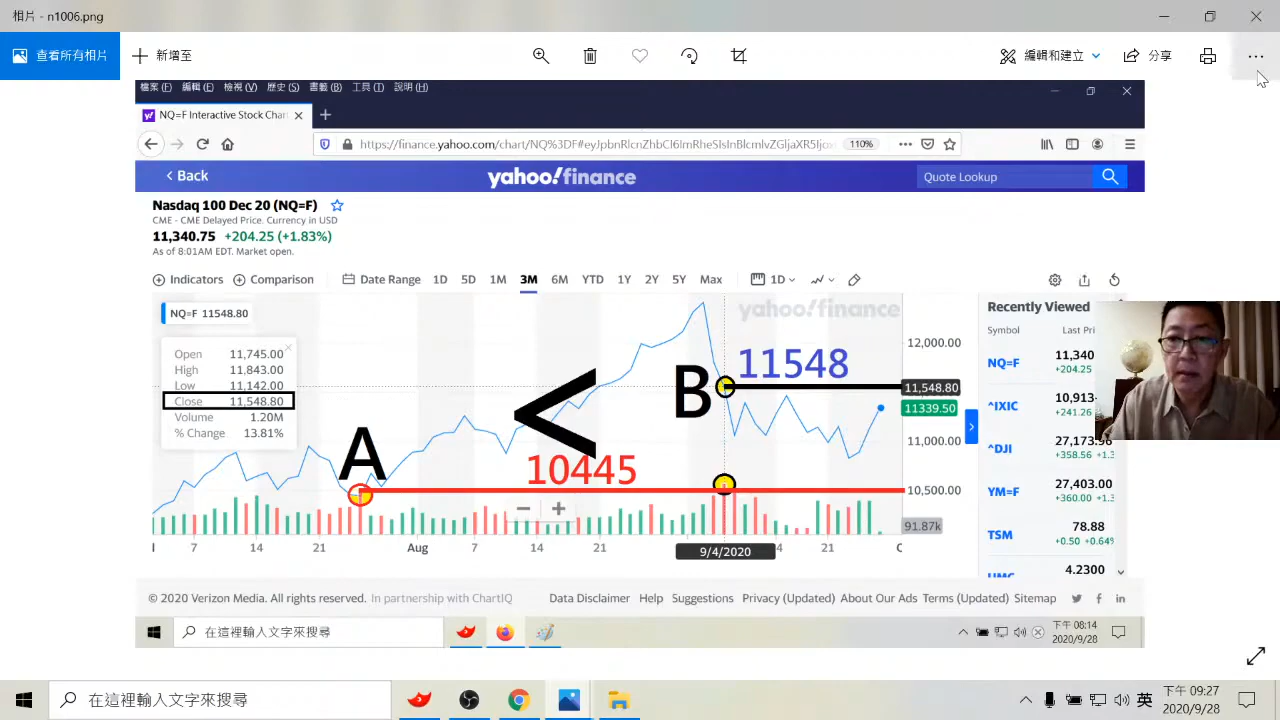 相片 - n1006.png
查看所有相片
新增至
編輯和建立
分享
檔案 (F) 編輯 (E) 檢視 (V) 歷史 (S) 書籤 (B) 工具 (T) 說明 (H)
NQ=F Interactive Stock Char
110%
Back
yahoo!finance
Quote Lookup
Nasdaq 100 Dec 20 (NQ=F)
CME - CME Delayed Price. Currency in USD
11,340.75 +204.25 (+1.83%)
As of 8:01AM EDT. Market open.
Indicators Comparison Date Range 1D 5D 1M 3M 6M YTD 1Y 2Y 5Y Max 1D
NQ=F 11548.80
yahoo!finance
Open 11,745.00
High 11,843.00
Low 11,142.00
Close 11,548.80
Volume 1.20M
% Change 13.81%
A
<
B
11548
10445
12,000.00
11,548.80
11339.50
11,000.00
10,500.00
91.87k
7 14 21 Aug 7 14 21 9/4/2020 4 21
Recently Viewed
Symbol Last Pri
NQ=F 11,340
+204.25
^IXIC 10,913
+241.26
^DJI 27,173.96
+358.56 +1.3
YM=F 27,403.00
+360.00 +1.3
TSM 78.88
+0.50 +0.64%
UMC 4.2300
© 2020 Verizon Media. All rights reserved. In partnership with ChartIQ
Data Disclaimer Help Suggestions Privacy (Updated) About Our Ads Terms (Updated) Sitemap
在這裡輸入文字來搜尋
下午 08:14
2020/9/28
在這裡輸入文字來搜尋
英
下午 09:27
2020/9/28